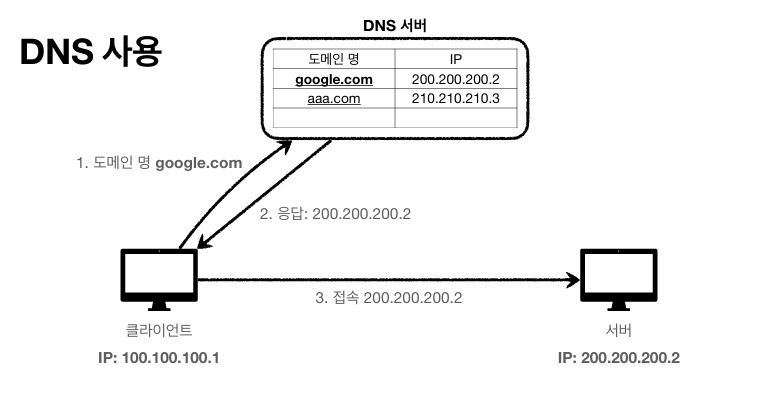 DNS 사용
DNS 서버
도메인 명 IP
google.com 200.200.200.2
aaa.com 210.210.210.3
1. 도메인 명 google.com
2. 응답: 200.200.200.2
3. 접속 200.200.200.2
클라이언트
IP: 100.100.100.1
서버
IP: 200.200.200.2